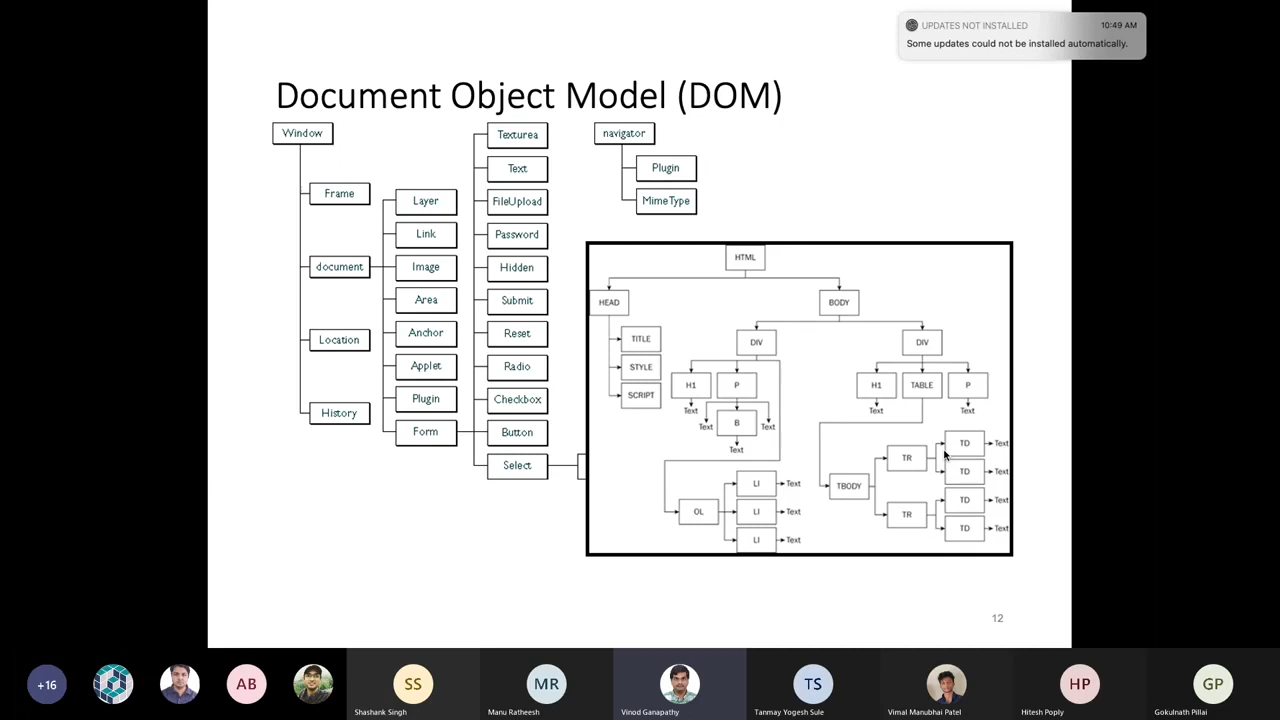 UPDATES NOT INSTALLED 10:49 AM
Some updates could not be installed automatically.
Document Object Model (DOM)
Window
Frame
document
Location
History
Layer
Link
Image
Area
Anchor
Applet
Plugin
Form
Texturea
Text
FileUpload
Password
Hidden
Submit
Reset
Radio
Checkbox
Button
Select
navigator
Plugin
MimeType
HTML
HEAD
BODY
TITLE
STYLE
SCRIPT
DIV
DIV
H1
P
Text
Text
B
Text
Text
H1
TABLE
P
Text
Text
OL
LI
Text
LI
Text
LI
Text
TBODY
TR
TD
Text
TD
Text
TR
TD
Text
TD
Text
12
+16
AB
SS
Shashank Singh
MR
Manu Ratheesh
Vinod Ganapathy
TS
Tanmay Yogesh Sule
Vimal Manubhai Patel
HP
Hitesh Poply
GP
Gokulnath Pillai